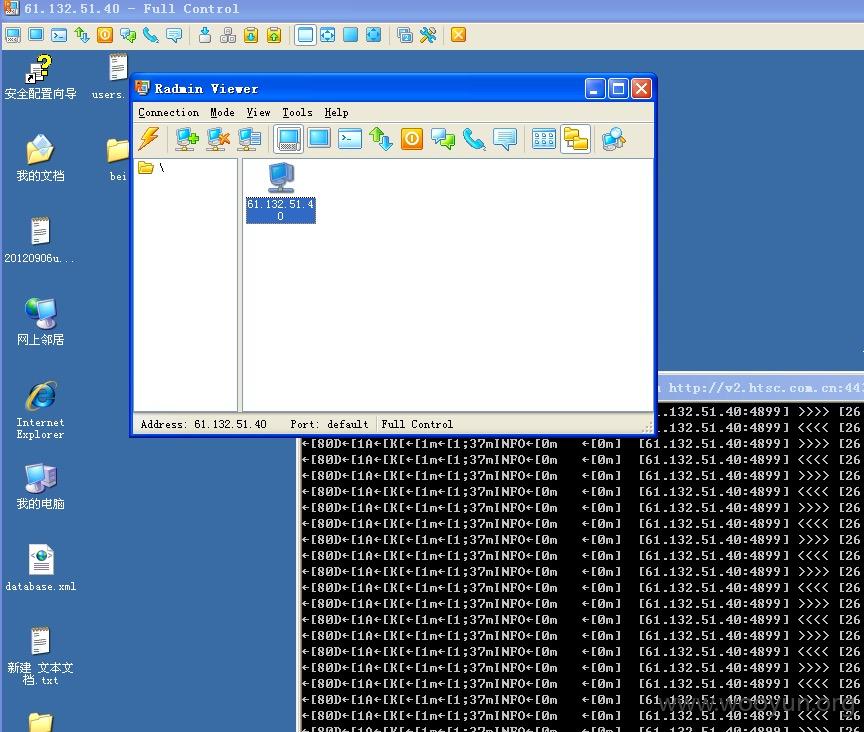 61.132.51.40 - Full Control
安全配置向导
users.
我的文档
bei
20120906u...
网上邻居
Internet
Explorer
我的电脑
database.xml
新建 文本文
档.txt
Radmin Viewer
Connection Mode View Tools Help
\
61.132.51.4
0
Address: 61.132.51.40 Port: default Full Control
http://v2.htsc.com.cn:443
.132.51.40:4899] >>>> [26
.132.51.40:4899] <<<< [26
←[80D←[1A←[K[←[1m←[1;37mINFO←[0m ←[0m] [61.132.51.40:4899] >>>> [26
←[80D←[1A←[K[←[1m←[1;37mINFO←[0m ←[0m] [61.132.51.40:4899] <<<< [26
←[80D←[1A←[K[←[1m←[1;37mINFO←[0m ←[0m] [61.132.51.40:4899] >>>> [26
←[80D←[1A←[K[←[1m←[1;37mINFO←[0m ←[0m] [61.132.51.40:4899] <<<< [26
←[80D←[1A←[K[←[1m←[1;37mINFO←[0m ←[0m] [61.132.51.40:4899] >>>> [26
←[80D←[1A←[K[←[1m←[1;37mINFO←[0m ←[0m] [61.132.51.40:4899] <<<< [26
←[80D←[1A←[K[←[1m←[1;37mINFO←[0m ←[0m] [61.132.51.40:4899] >>>> [26
←[80D←[1A←[K[←[1m←[1;37mINFO←[0m ←[0m] [61.132.51.40:4899] <<<< [26
←[80D←[1A←[K[←[1m←[1;37mINFO←[0m ←[0m] [61.132.51.40:4899] >>>> [26
←[80D←[1A←[K[←[1m←[1;37mINFO←[0m ←[0m] [61.132.51.40:4899] <<<< [26
←[80D←[1A←[K[←[1m←[1;37mINFO←[0m ←[0m] [61.132.51.40:4899] >>>> [26
←[80D←[1A←[K[←[1m←[1;37mINFO←[0m ←[0m] [61.132.51.40:4899] <<<< [26
←[80D←[1A←[K[←[1m←[1;37mINFO←[0m ←[0m] [61.132.51.40:4899] >>>> [26
←[80D←[1A←[K[←[1m←[1;37mINFO←[0m ←[0m] [61.132.51.40:4899] <<<< [26
←[80D←[1A←[K[←[1m←[1;37mINFO←[0m ←[0m] [61.132.51.40:4899] >>>> [26
←[80D←[1A←[K[←[1m←[1;37mINFO←[0m ←[0m] [61.132.51.40:4899] <<<< [26
←[80D←[1A←[K[←[1m←[1;37mINFO←[0m ←[0m] [61.132.51.40:4899] >>>> [26
←[80D←[1A←[K[←[1m←[1;37mINFO←[0m ←[0m] [61.132.51.40:4899] <<<< [26
www.wooyun.org